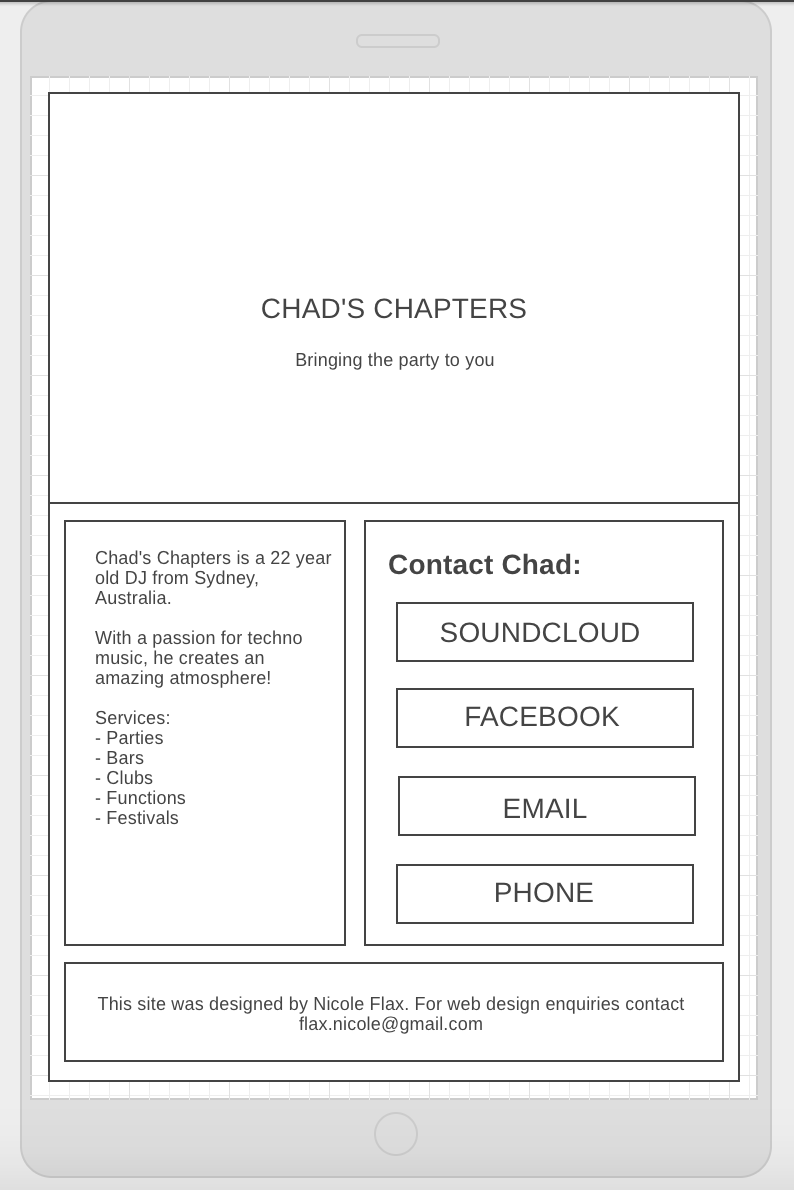 CHAD'S CHAPTERS
Bringing the party to you
Chad's Chapters is a 22 year
old DJ from Sydney,
Australia.
With a passion for techno
music, he creates an
amazing atmosphere!
Services:
- Parties
- Bars
- Clubs
- Functions
- Festivals
Contact Chad:
SOUNDCLOUD
FACEBOOK
EMAIL
PHONE
This site was designed by Nicole Flax. For web design enquiries contact
flax.nicole@gmail.com